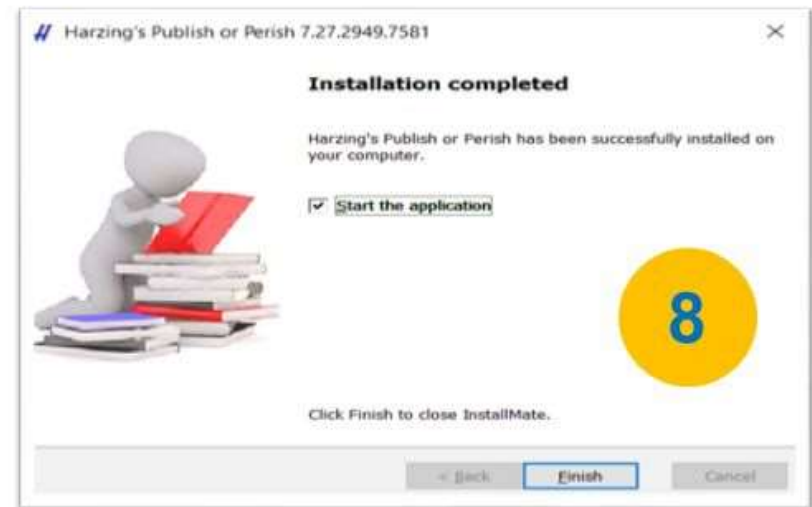 Harzing's Publish or Perish 7.27.2949.7581
Installation completed
Harzing's Publish or Perish has been successfully installed on
your computer.
Start the application
8
Click Finish to close InstallMate.
< Back
Finish
Cancel